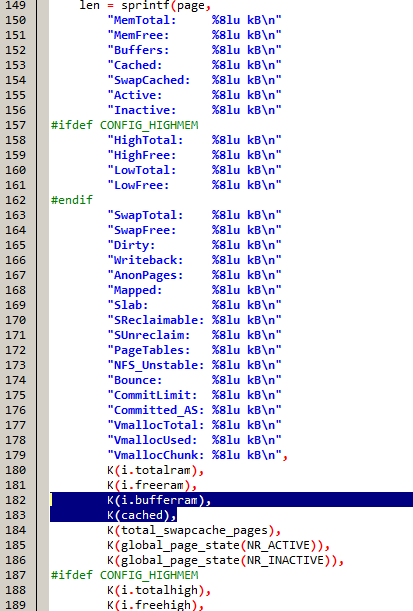 149 len = sprintf(page,
150 "MemTotal:     %8lu kB\n"
151 "MemFree:      %8lu kB\n"
152 "Buffers:      %8lu kB\n"
153 "Cached:       %8lu kB\n"
154 "SwapCached:   %8lu kB\n"
155 "Active:       %8lu kB\n"
156 "Inactive:     %8lu kB\n"
157 #ifdef CONFIG_HIGHMEM
158 "HighTotal:    %8lu kB\n"
159 "HighFree:     %8lu kB\n"
160 "LowTotal:     %8lu kB\n"
161 "LowFree:      %8lu kB\n"
162 #endif
163 "SwapTotal:    %8lu kB\n"
164 "SwapFree:     %8lu kB\n"
165 "Dirty:        %8lu kB\n"
166 "Writeback:    %8lu kB\n"
167 "AnonPages:    %8lu kB\n"
168 "Mapped:       %8lu kB\n"
169 "Slab:         %8lu kB\n"
170 "SReclaimable: %8lu kB\n"
171 "SUnreclaim:   %8lu kB\n"
172 "PageTables:   %8lu kB\n"
173 "NFS_Unstable: %8lu kB\n"
174 "Bounce:       %8lu kB\n"
175 "CommitLimit:  %8lu kB\n"
176 "Committed_AS: %8lu kB\n"
177 "VmallocTotal: %8lu kB\n"
178 "VmallocUsed:  %8lu kB\n"
179 "VmallocChunk: %8lu kB\n",
180 K(i.totalram),
181 K(i.freeram),
182 K(i.bufferram),
183 K(cached),
184 K(total_swapcache_pages),
185 K(global_page_state(NR_ACTIVE)),
186 K(global_page_state(NR_INACTIVE)),
187 #ifdef CONFIG_HIGHMEM
188 K(i.totalhigh),
189 K(i.freehigh),